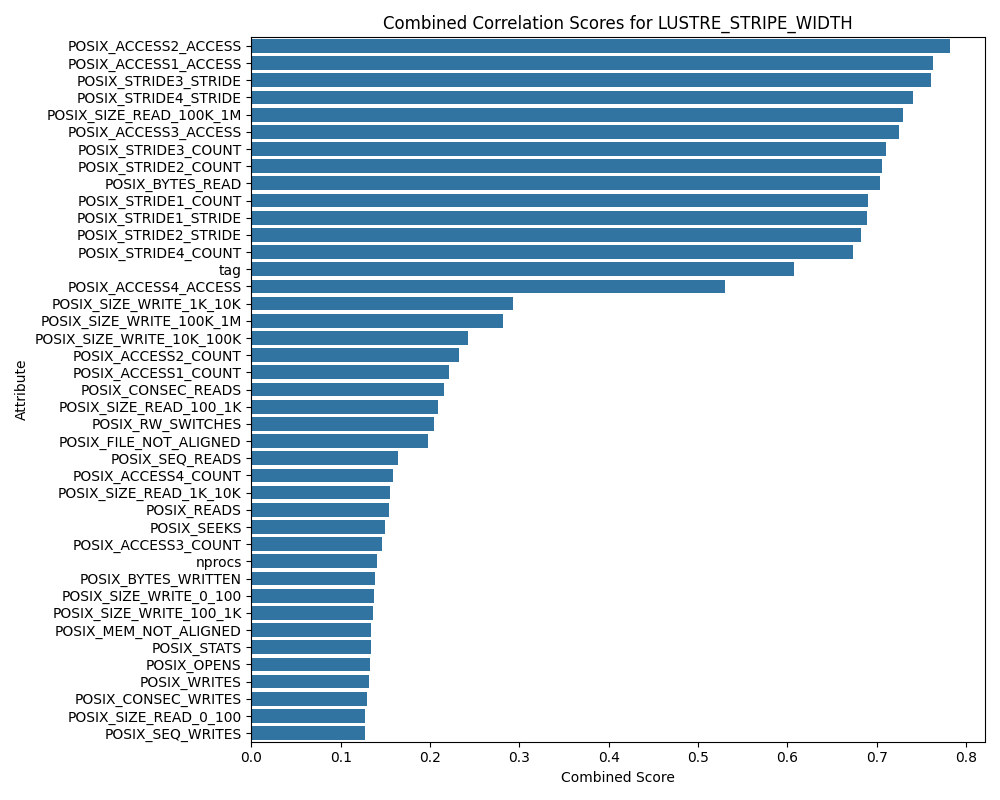 Combined Correlation Scores for LUSTRE_STRIPE_WIDTH
POSIX_ACCESS2_ACCESS
POSIX_ACCESS1_ACCESS
POSIX_STRIDE3_STRIDE
POSIX_STRIDE4_STRIDE
POSIX_SIZE_READ_100K_1M
POSIX_ACCESS3_ACCESS
POSIX_STRIDE3_COUNT
POSIX_STRIDE2_COUNT
POSIX_BYTES_READ
POSIX_STRIDE1_COUNT
POSIX_STRIDE1_STRIDE
POSIX_STRIDE2_STRIDE
POSIX_STRIDE4_COUNT
tag
POSIX_ACCESS4_ACCESS
POSIX_SIZE_WRITE_1K_10K
POSIX_SIZE_WRITE_100K_1M
POSIX_SIZE_WRITE_10K_100K
POSIX_ACCESS2_COUNT
POSIX_ACCESS1_COUNT
POSIX_CONSEC_READS
POSIX_SIZE_READ_100_1K
POSIX_RW_SWITCHES
POSIX_FILE_NOT_ALIGNED
POSIX_SEQ_READS
POSIX_ACCESS4_COUNT
POSIX_SIZE_READ_1K_10K
POSIX_READS
POSIX_SEEKS
POSIX_ACCESS3_COUNT
nprocs
POSIX_BYTES_WRITTEN
POSIX_SIZE_WRITE_0_100
POSIX_SIZE_WRITE_100_1K
POSIX_MEM_NOT_ALIGNED
POSIX_STATS
POSIX_OPENS
POSIX_WRITES
POSIX_CONSEC_WRITES
POSIX_SIZE_READ_0_100
POSIX_SEQ_WRITES
Attribute
0.0 0.1 0.2 0.3 0.4 0.5 0.6 0.7 0.8
Combined Score